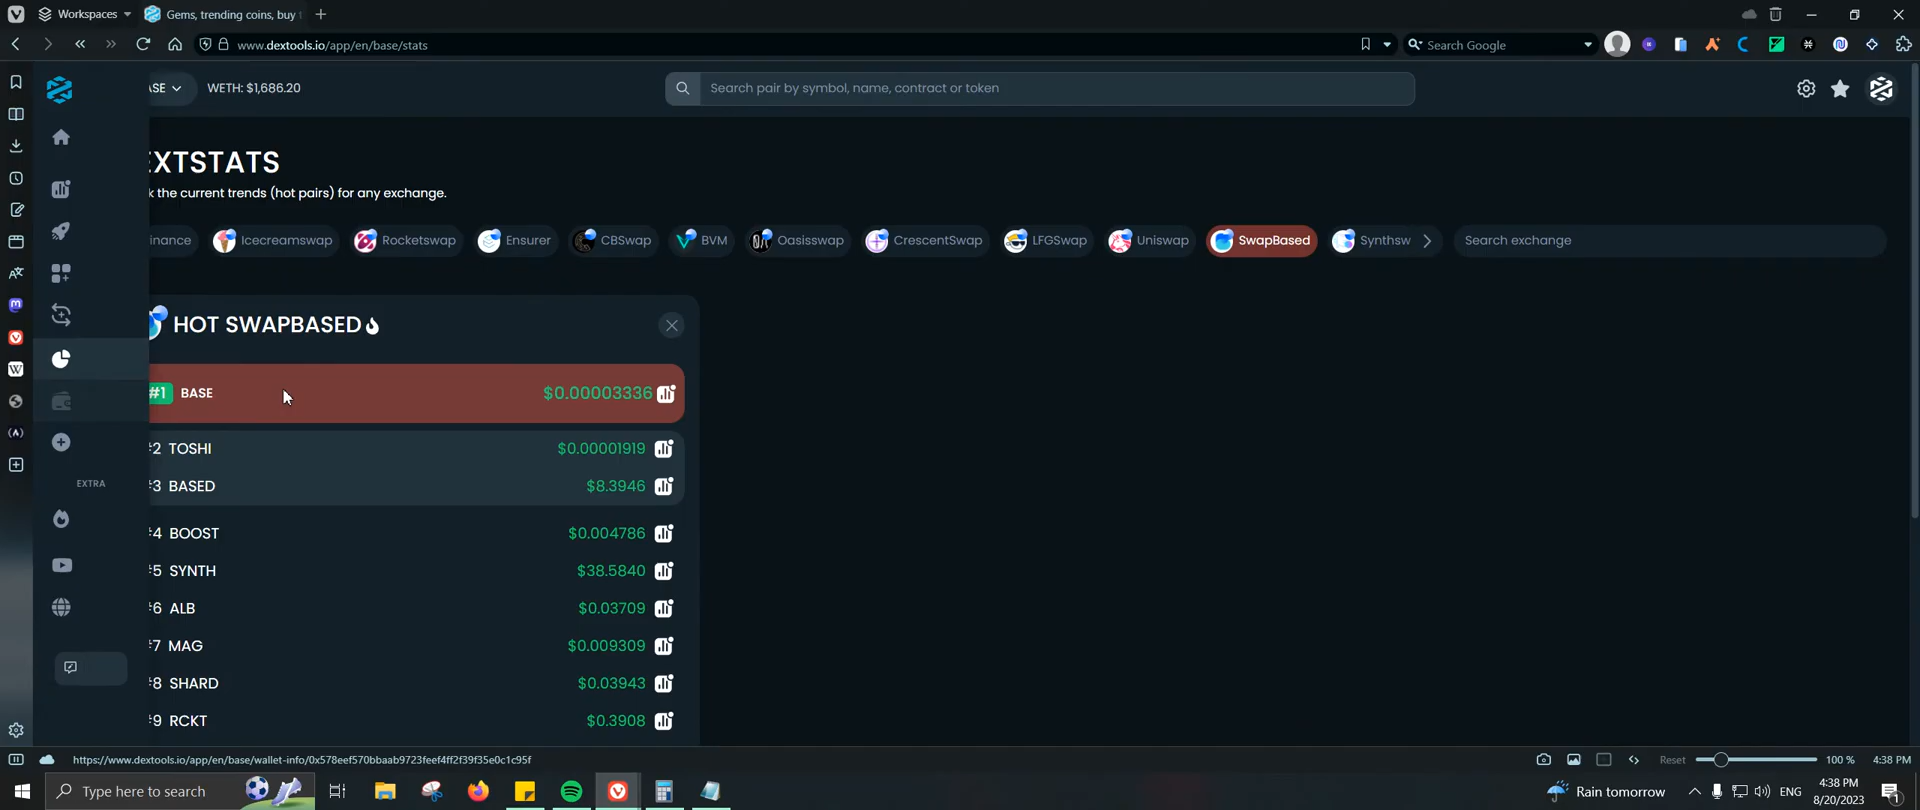 Workspaces
Gems, trending coins, buy
www.dextools.io/app/en/base/stats
Search Google
ASE
WETH: $1,686.20
Search pair by symbol, name, contract or token
EXTSTATS
k the current trends (hot pairs) for any exchange.
inance
Icecreamswap
Rocketswap
Ensurer
CBSwap
BVM
Oasisswap
CrescentSwap
LFGSwap
Uniswap
SwapBased
Synthsw
Search exchange
HOT SWAPBASED
#1 BASE $0.00003336
#2 TOSHI $0.00001919
#3 BASED $8.3946
EXTRA
#4 BOOST $0.004786
#5 SYNTH $38.5840
#6 ALB $0.03709
#7 MAG $0.009309
#8 SHARD $0.03943
#9 RCKT $0.3908
https://www.dextools.io/app/en/base/wallet-info/0x578eef570bbaab9723feef4ff2f39f35e0c1c95f
Reset
100 %
4:38 PM
Type here to search
Rain tomorrow
ENG
4:38 PM
8/20/2023
1